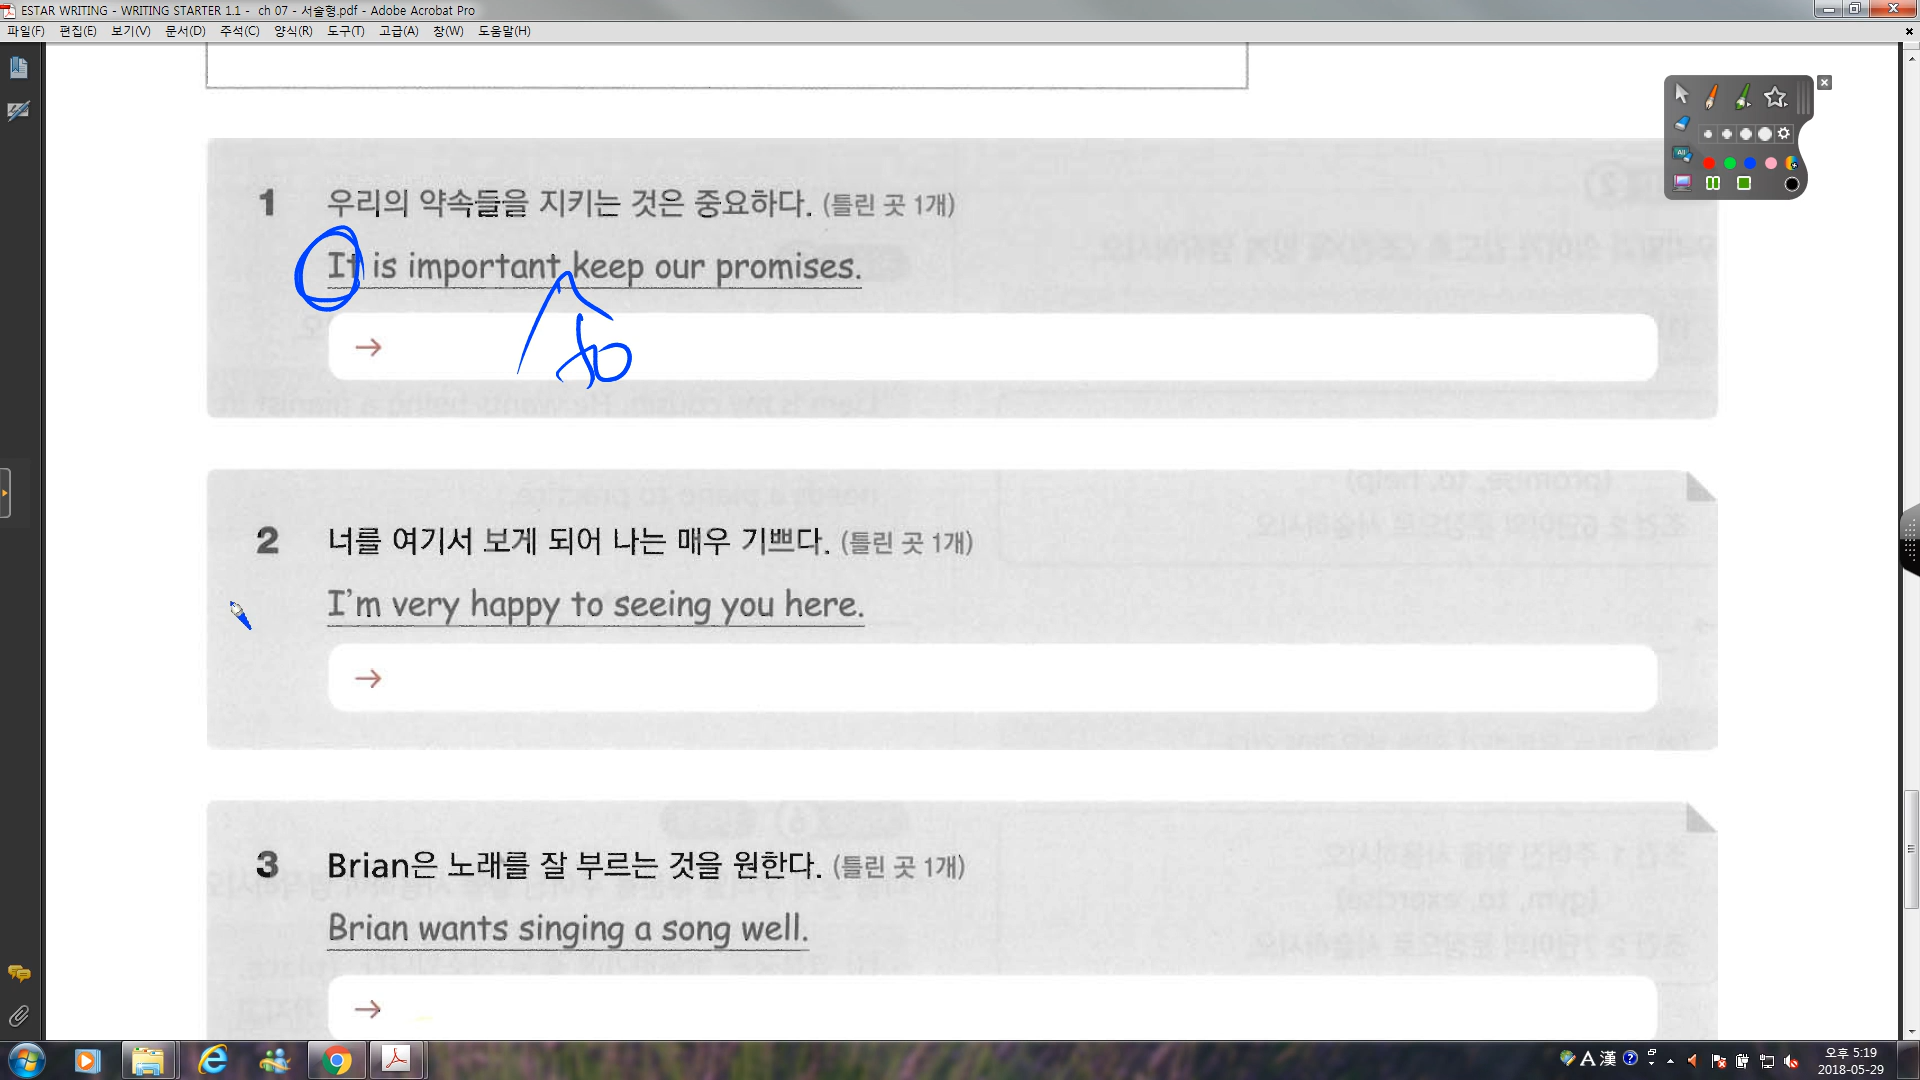 ESTAR WRITING - WRITING STARTER 1.1 - ch 07 - 서술형.pdf - Adobe Acrobat Pro
파일(F) 편집(E) 보기(V) 문서(D) 주석(C) 양식(R) 도구(T) 고급(A) 창(W) 도움말(H)
All
1 우리의 약속들을 지키는 것은 중요하다. (틀린 곳 1개)
It is important keep our promises.
→ to
2 너를 여기서 보게 되어 나는 매우 기쁘다. (틀린 곳 1개)
I'm very happy to seeing you here.
→
3 Brian은 노래를 잘 부르는 것을 원한다. (틀린 곳 1개)
Brian wants singing a song well.
→
A 漢
오후 5:19
2018-05-29